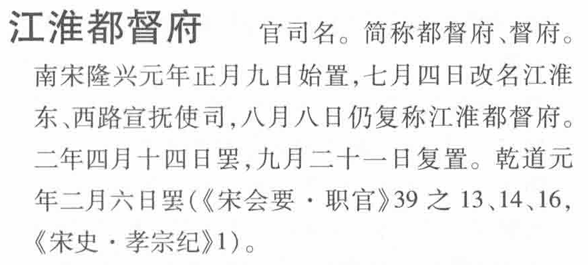 江淮都督府 官司名。简称都督府、督府。
南宋隆兴元年正月九日始置,七月四日改名江淮
东、西路宣抚使司,八月八日仍复称江淮都督府。
二年四月十四日罢,九月二十一日复置。乾道元
年二月六日罢(《宋会要·职官》39之13、14、16,
《宋史·孝宗纪》1)。